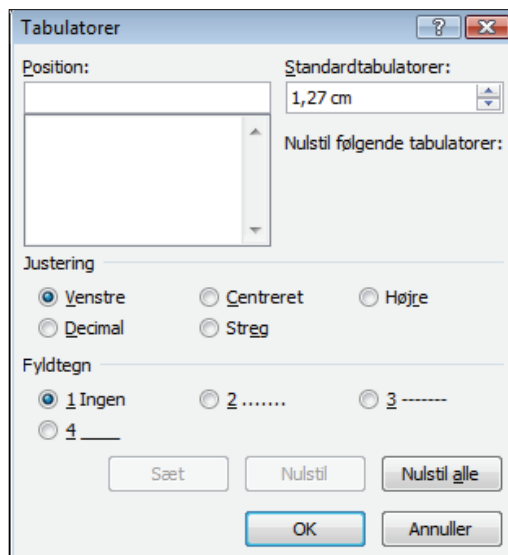 Tabulatorer
Position:
Standardtabulatorer:
1,27 cm
Nulstil følgende tabulatorer:
Justering
Venstre
Centreret
Højre
Decimal
Streg
Fyldtegn
1 Ingen
2 .......
3 -------
4 ____
Sæt
Nulstil
Nulstil alle
OK
Annuller